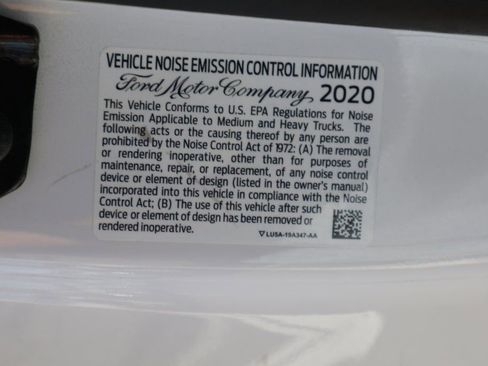 VEHICLE NOISE EMISSION CONTROL INFORMATION
Ford Motor Company 2020
This Vehicle Conforms to U.S. EPA Regulations for Noise
Emission Applicable to Medium and Heavy Trucks. The
following acts or the causing thereof by any person are
prohibited by the Noise Control Act of 1972: (A) The removal
or rendering inoperative, other than for purposes of
maintenance, repair, or replacement, of any noise control
device or element of design (listed in the owner's manual)
incorporated into this vehicle in compliance with the Noise
Control Act; (B) The use of this vehicle after such
device or element of design has been removed or
rendered inoperative.
LU5A-19A347-AA